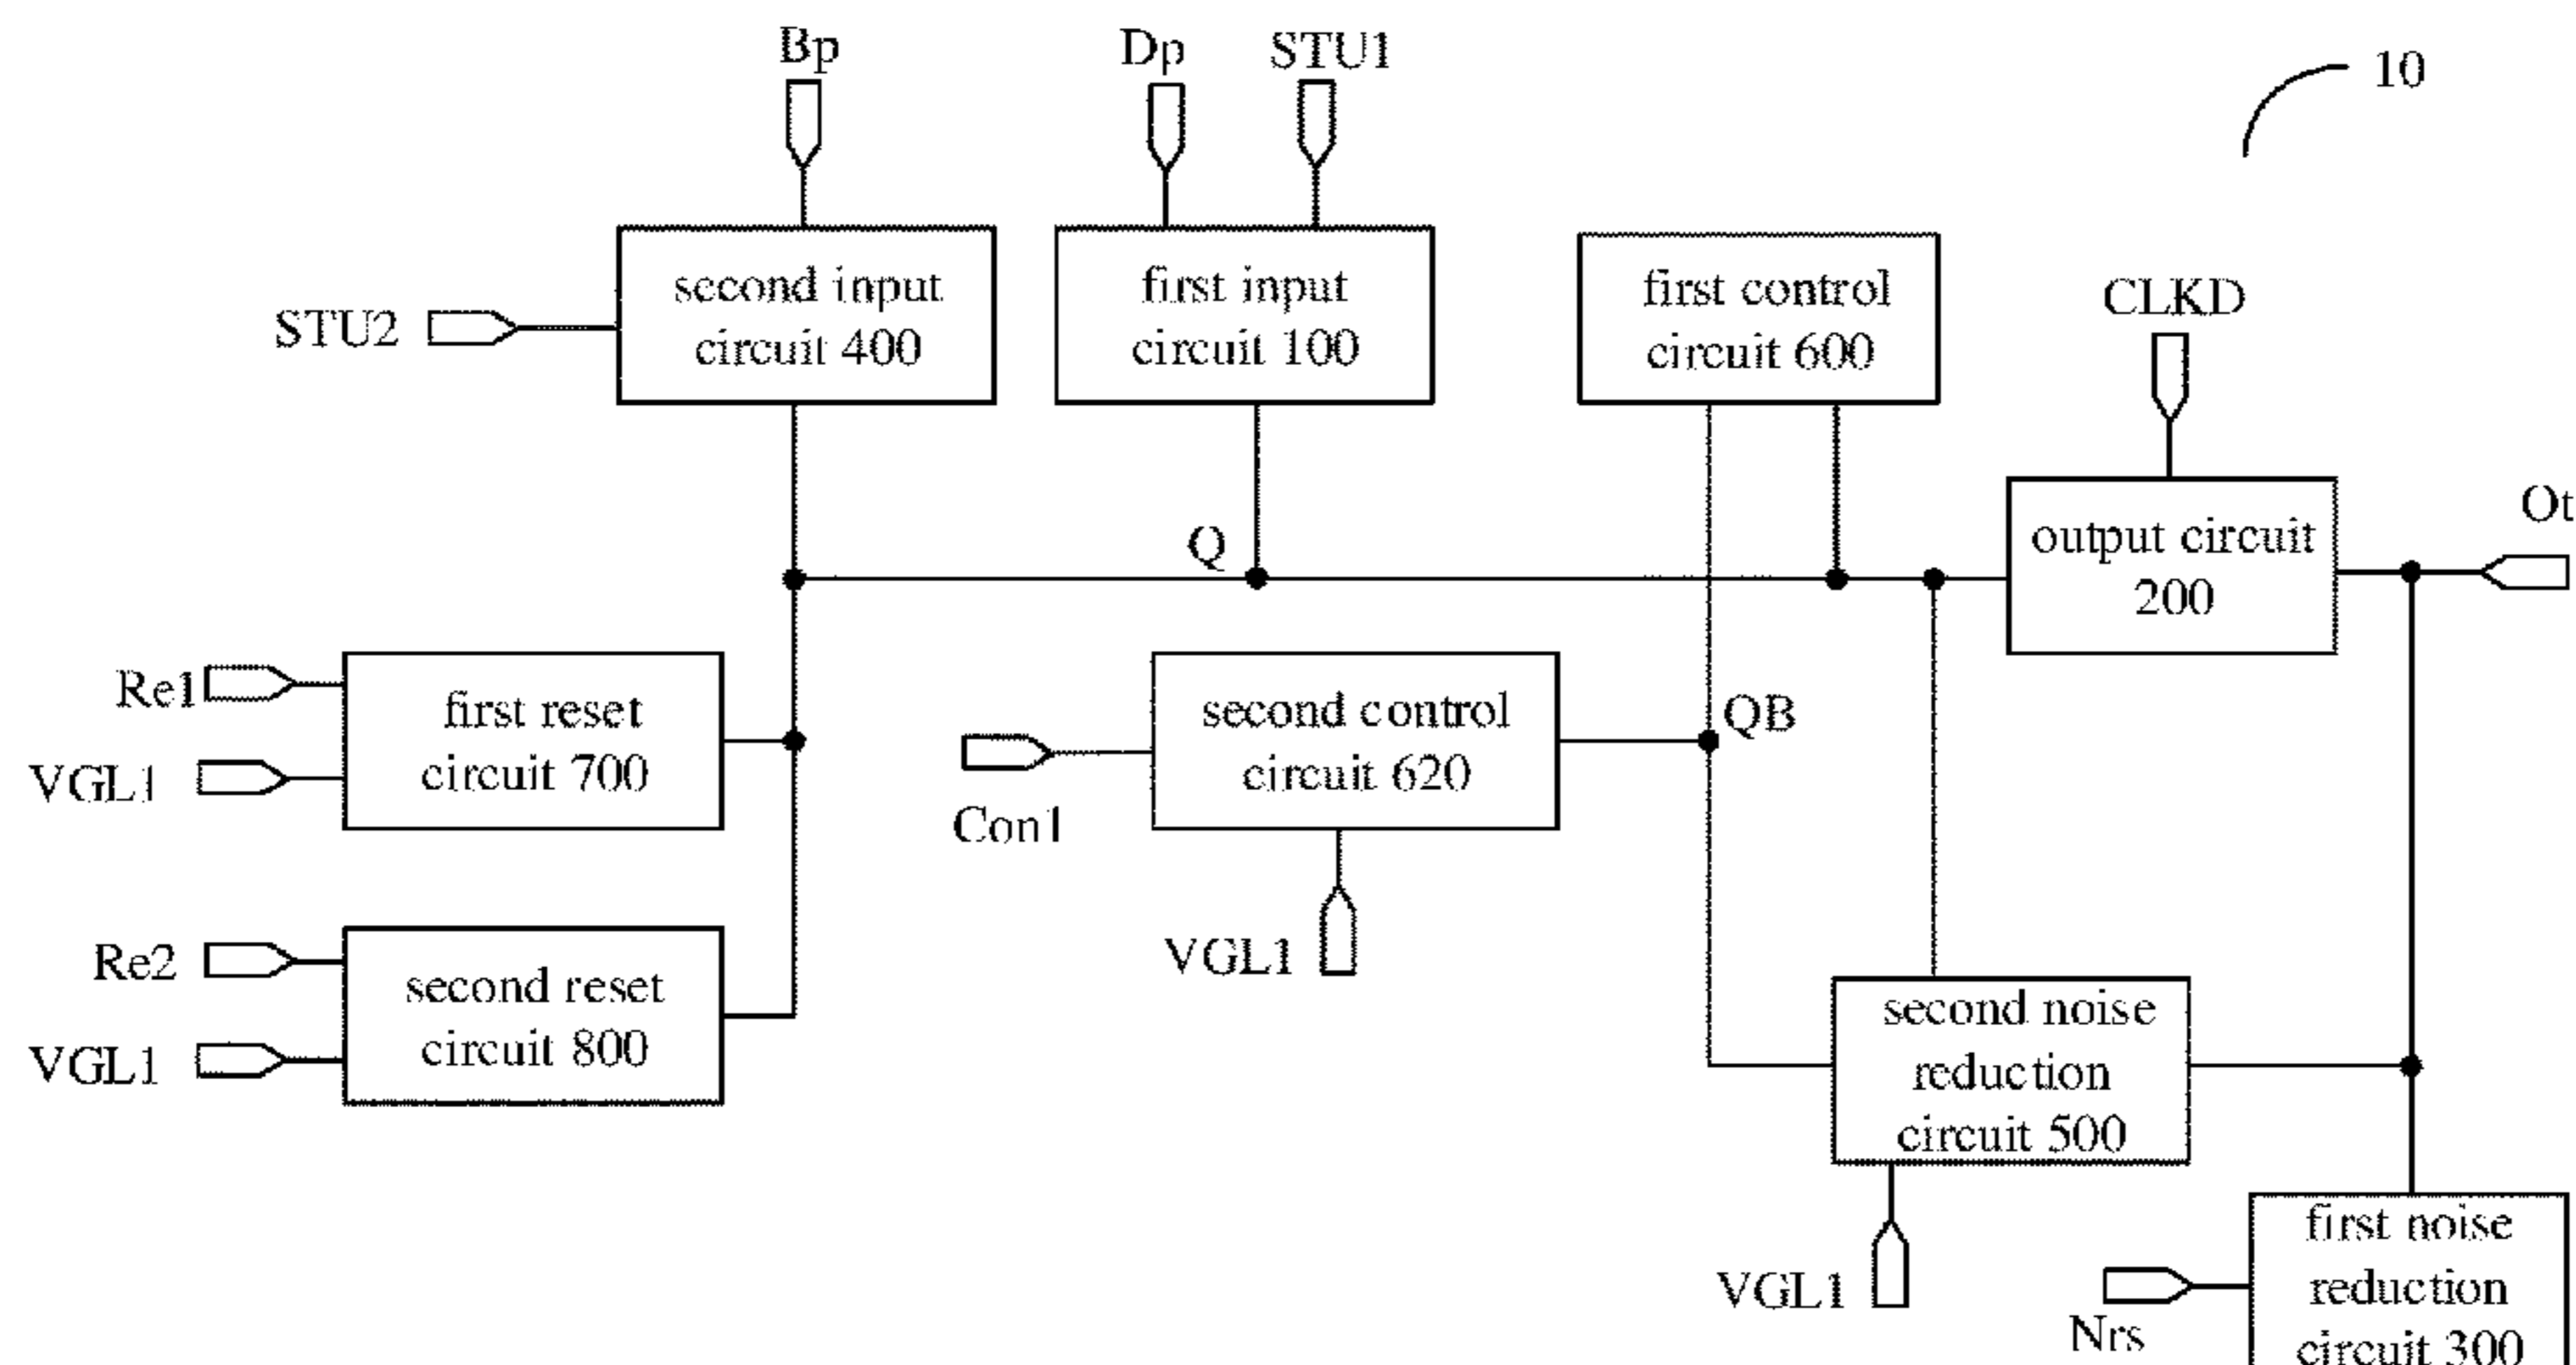 Bp
Dp
STU1
10
second input
circuit 400
first input
circuit 100
first control
circuit 600
STU2
CLKD
output circuit
200
Ot
Q
Re1
VGL1
first reset
circuit 700
second control
circuit 620
QB
Con1
VGL1
Re2
VGL1
second reset
circuit 800
second noise
reduction
circuit 500
VGL1
Nrs
first noise
reduction
circuit 300